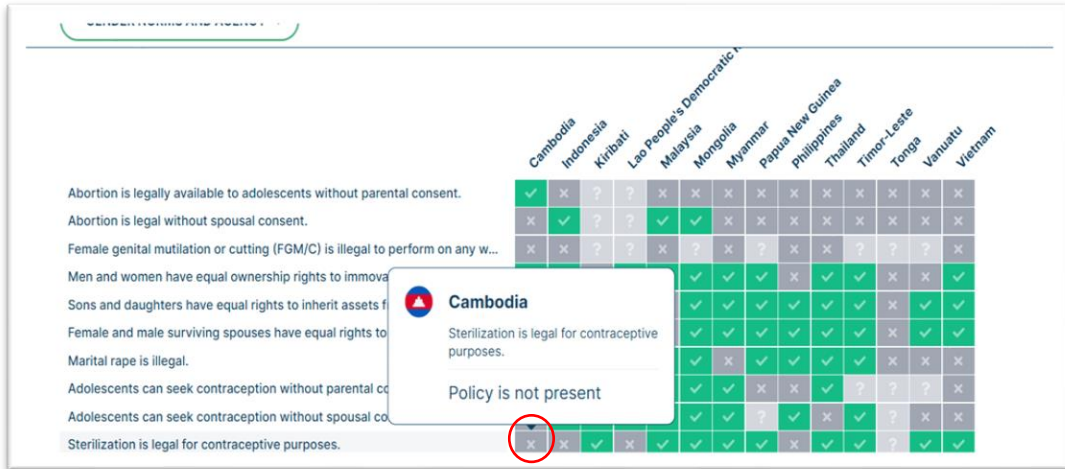 GENDER NORMS AND AGENCY
Cambodia
Indonesia
Kiribati
Lao People's Democratic
Malaysia
Mongolia
Myanmar
Papua New Guinea
Philippines
Thailand
Timor-Leste
Tonga
Vanuatu
Vietnam
Abortion is legally available to adolescents without parental consent.
Abortion is legal without spousal consent.
Female genital mutilation or cutting (FGM/C) is illegal to perform on any w...
Men and women have equal ownership rights to immova
Sons and daughters have equal rights to inherit assets f
Female and male surviving spouses have equal rights to
Marital rape is illegal.
Adolescents can seek contraception without parental co
Adolescents can seek contraception without spousal co
Sterilization is legal for contraceptive purposes.
Cambodia
Sterilization is legal for contraceptive
purposes.
Policy is not present